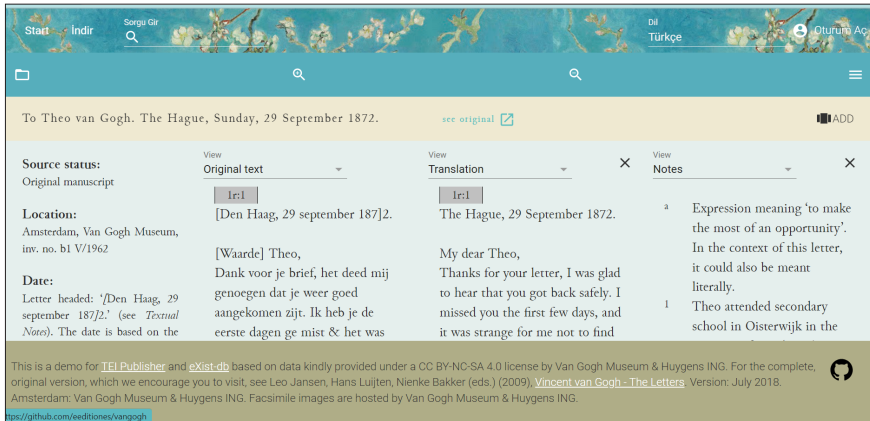 Start
İndir
Sorgu Gir
Dil
Türkçe
Oturum Aç
To Theo van Gogh. The Hague, Sunday, 29 September 1872.
see original
ADD
Source status:
Original manuscript
Location:
Amsterdam, Van Gogh Museum,
inv. no. b1 V/1962
Date:
Letter headed: ‘[Den Haag, 29
september 187]2.’ (see Textual
Notes). The date is based on the
View
Original text
1r:1
[Den Haag, 29 september 187]2.
[Waarde] Theo,
Dank voor je brief, het deed mij
genoegen dat je weer goed
aangekomen zijt. Ik heb je de
eerste dagen ge mist & het was
View
Translation
1r:1
The Hague, 29 September 1872.
My dear Theo,
Thanks for your letter, I was glad
to hear that you got back safely. I
missed you the first few days, and
it was strange for me not to find
View
Notes
a Expression meaning ‘to make
the most of an opportunity’.
In the context of this letter,
it could also be meant
literally.
1 Theo attended secondary
school in Oisterwijk in the
This is a demo for TEI Publisher and eXist-db based on data kindly provided under a CC BY-NC-SA 4.0 license by Van Gogh Museum & Huygens ING. For the complete,
original version, which we encourage you to visit, see Leo Jansen, Hans Luijten, Nienke Bakker (eds.) (2009), Vincent van Gogh - The Letters. Version: July 2018.
Amsterdam: Van Gogh Museum & Huygens ING. Facsimile images are hosted by Van Gogh Museum & Huygens ING.
ttps://github.com/eeditiones/vangogh